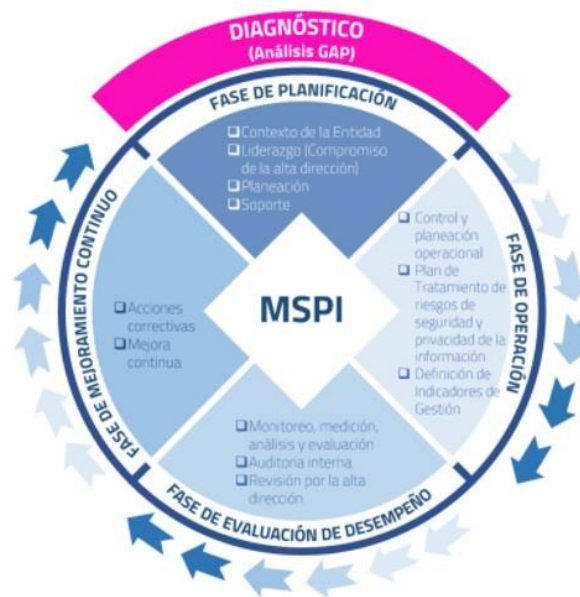 DIAGNÓSTICO
(Análisis GAP)
FASE DE PLANIFICACIÓN
❑Contexto de la Entidad
❑Liderazgo (Compromiso
de la alta dirección)
❑Planeación
❑Soporte
FASE DE OPERACIÓN
❑ Control y
planeación
operacional
❑ Plan de
Tratamiento de
riesgos de
seguridad y
privacidad de la
información
❑ Definición de
Indicadores de
Gestión
MSPI
FASE DE MEJORAMIENTO CONTINUO
❑Acciones
correctivas
❑Mejora
continua
❑Monitoreo, medición,
análisis y evaluación
❑Auditoria interna
❑Revisión por la alta
dirección
FASE DE EVALUACIÓN DE DESEMPEÑO